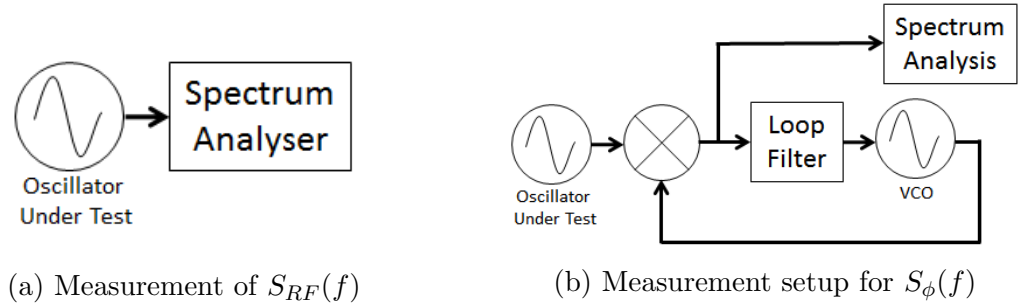 Spectrum
Analyser
Oscillator
Under Test
(a) Measurement of $S_{RF}(f)$
Spectrum
Analysis
Loop
Filter
Oscillator
Under Test
VCO
(b) Measurement setup for $S_{\phi}(f)$